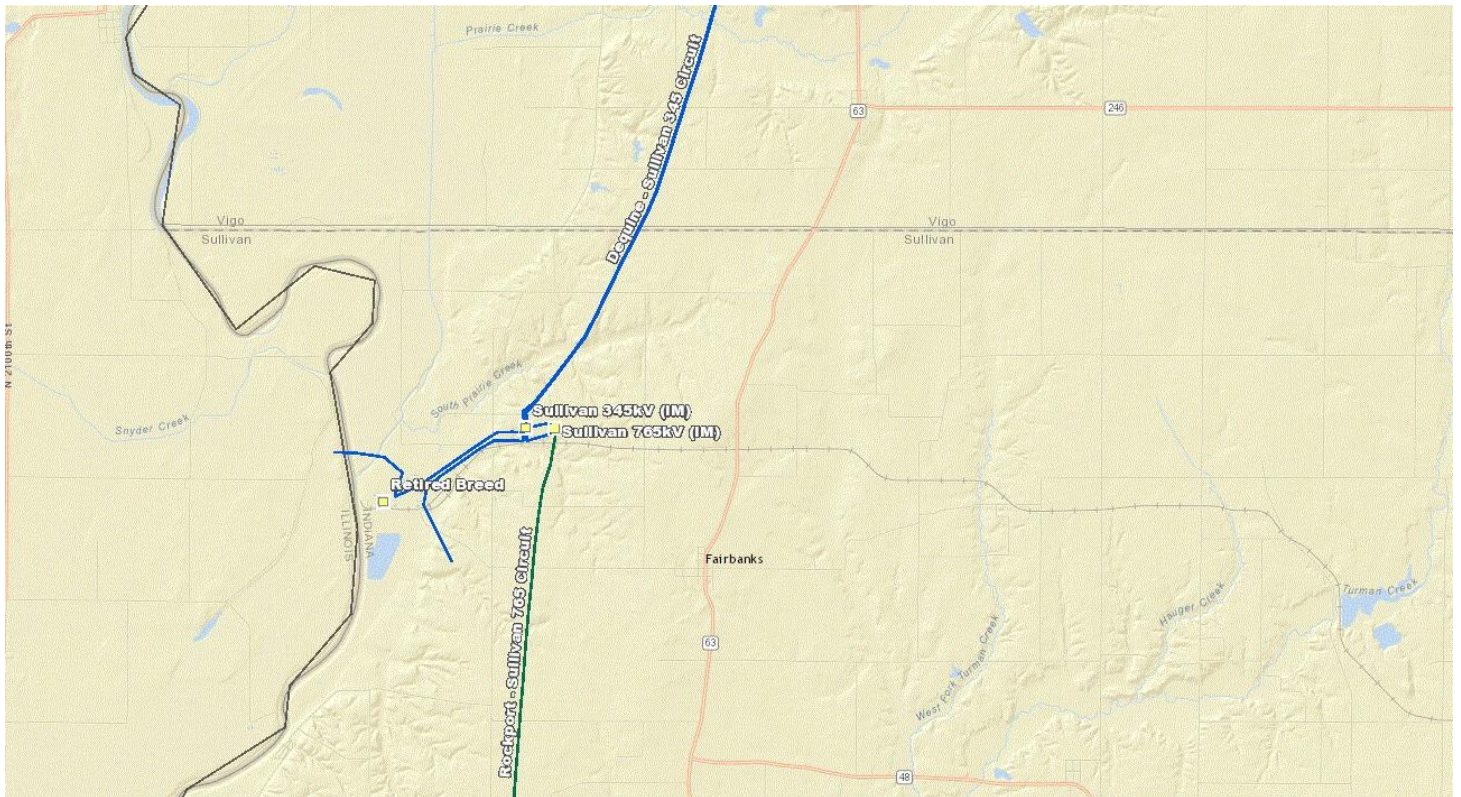 Prairie Creek
Dequine - Sullivan 345 Circuit
63
246
Vigo
Sullivan
Vigo
Sullivan
N 2100th St
South Prairie Creek
Snyder Creek
Sullivan 345kV (IM)
Sullivan 765kV (IM)
Retired Breed
ILLINOIS
INDIANA
Rockport - Sullivan 765 Circuit
Fairbanks
63
West Fork Turman Creek
Hauger Creek
Turman Creek
48